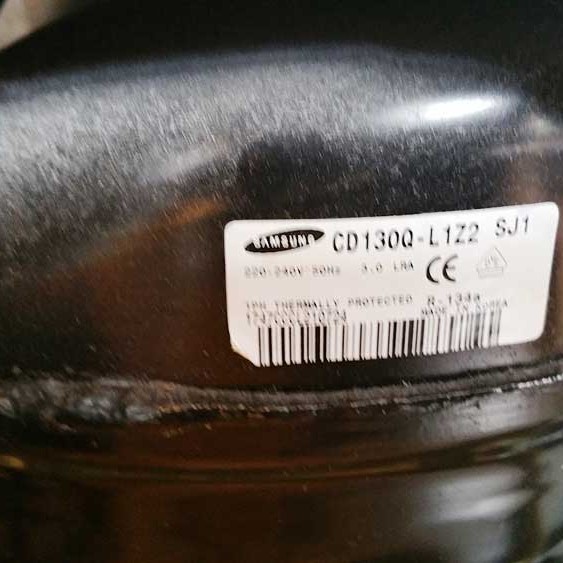 SAMSUNG CD130Q-L1Z2 SJ1
220-240V~50Hz 3.0 LRA CE
1PH THERMALLY PROTECTED R-134a
MADE IN KOREA